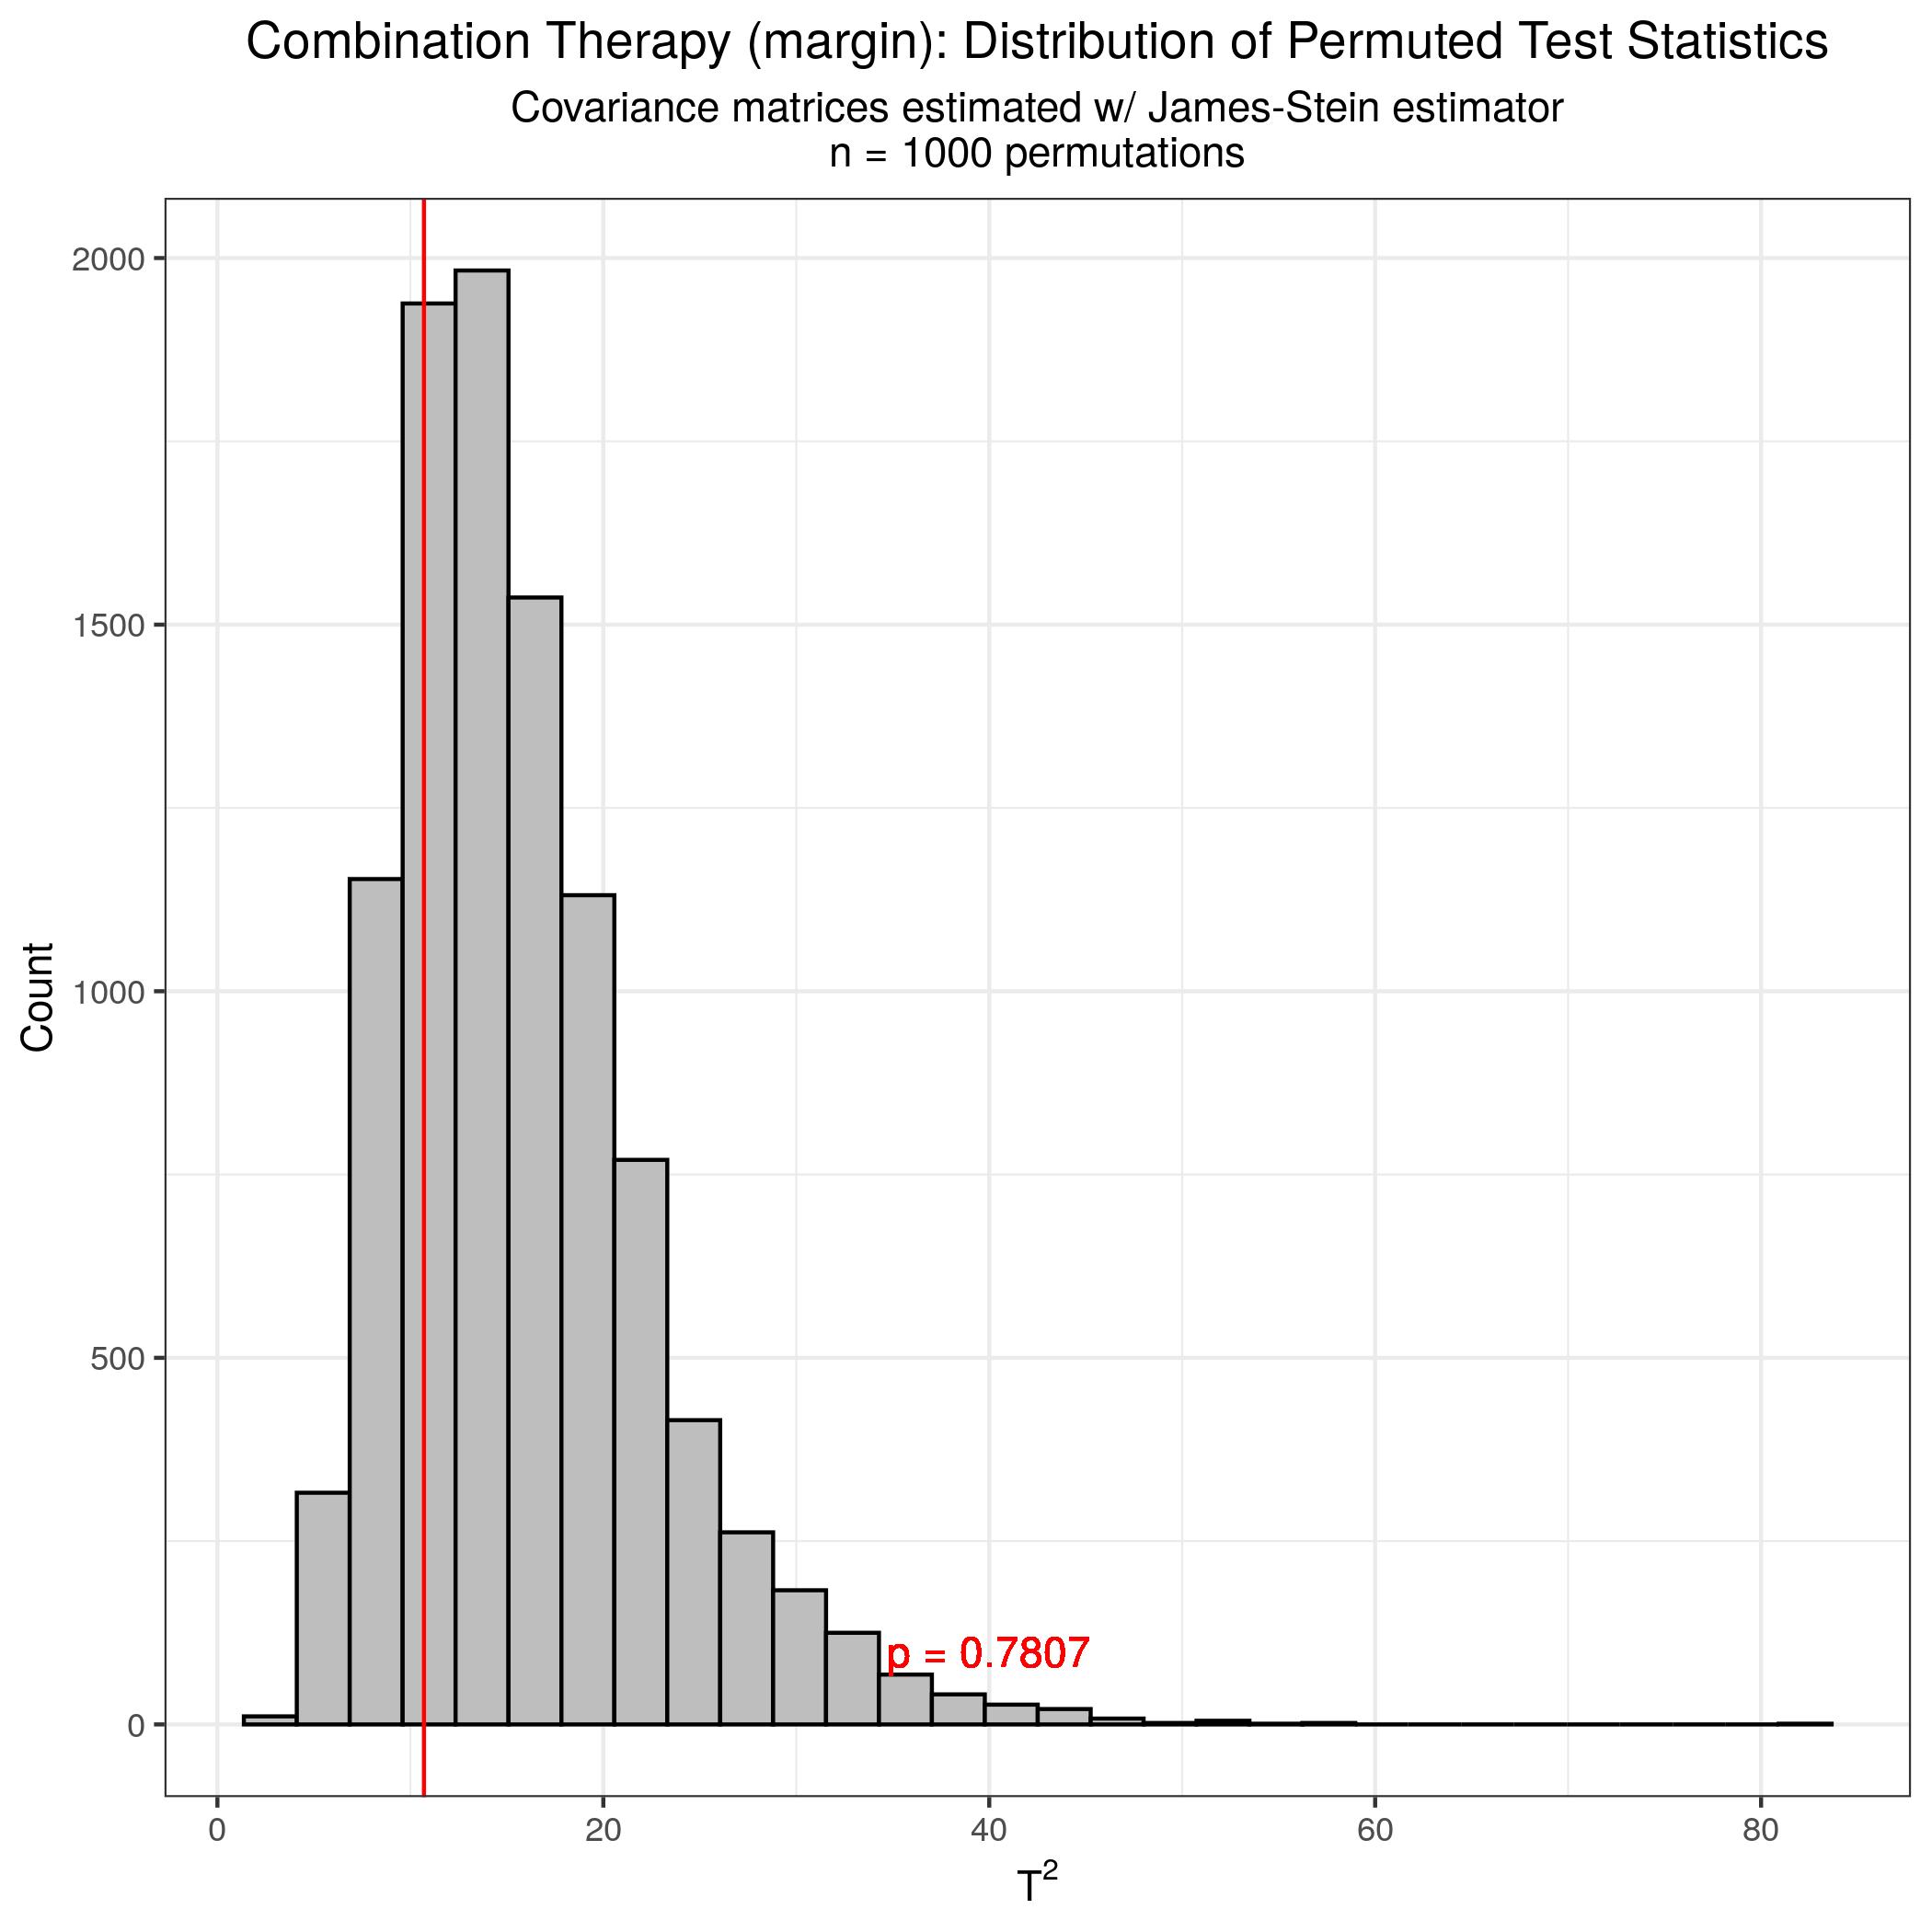 Combination Therapy (margin): Distribution of Permuted Test Statistics
Covariance matrices estimated w/ James-Stein estimator
n = 1000 permutations
2000
1500
1000
500
0
Count
p = 0.7807
0 20 40 60 80
T²